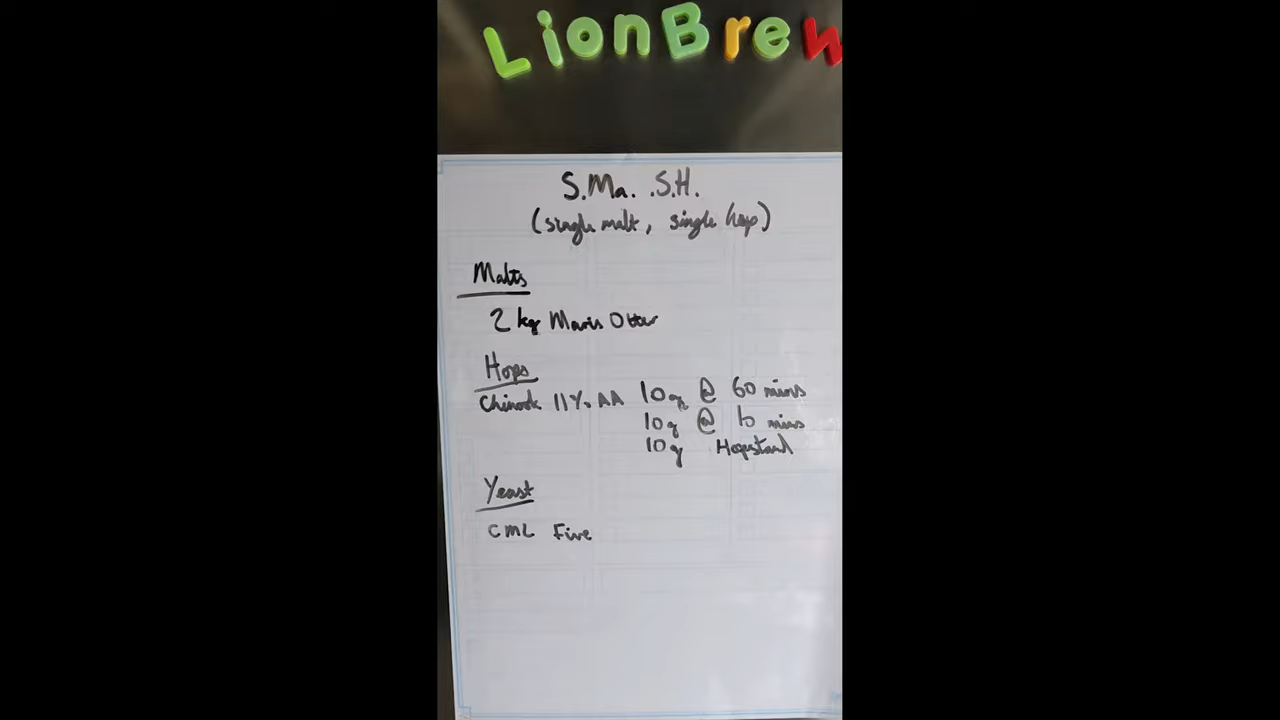 LionBrew
S.Ma. .S.H.
(single malt, single hop)
Malts
2 kg Maris Otter
Hops
Chinook 11% AA 10g @ 60 mins
10g @ 10 mins
10g Hopstand
Yeast
CML Five